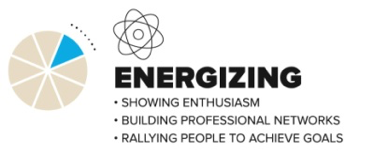 ENERGIZING
• SHOWING ENTHUSIASM
• BUILDING PROFESSIONAL NETWORKS
• RALLYING PEOPLE TO ACHIEVE GOALS